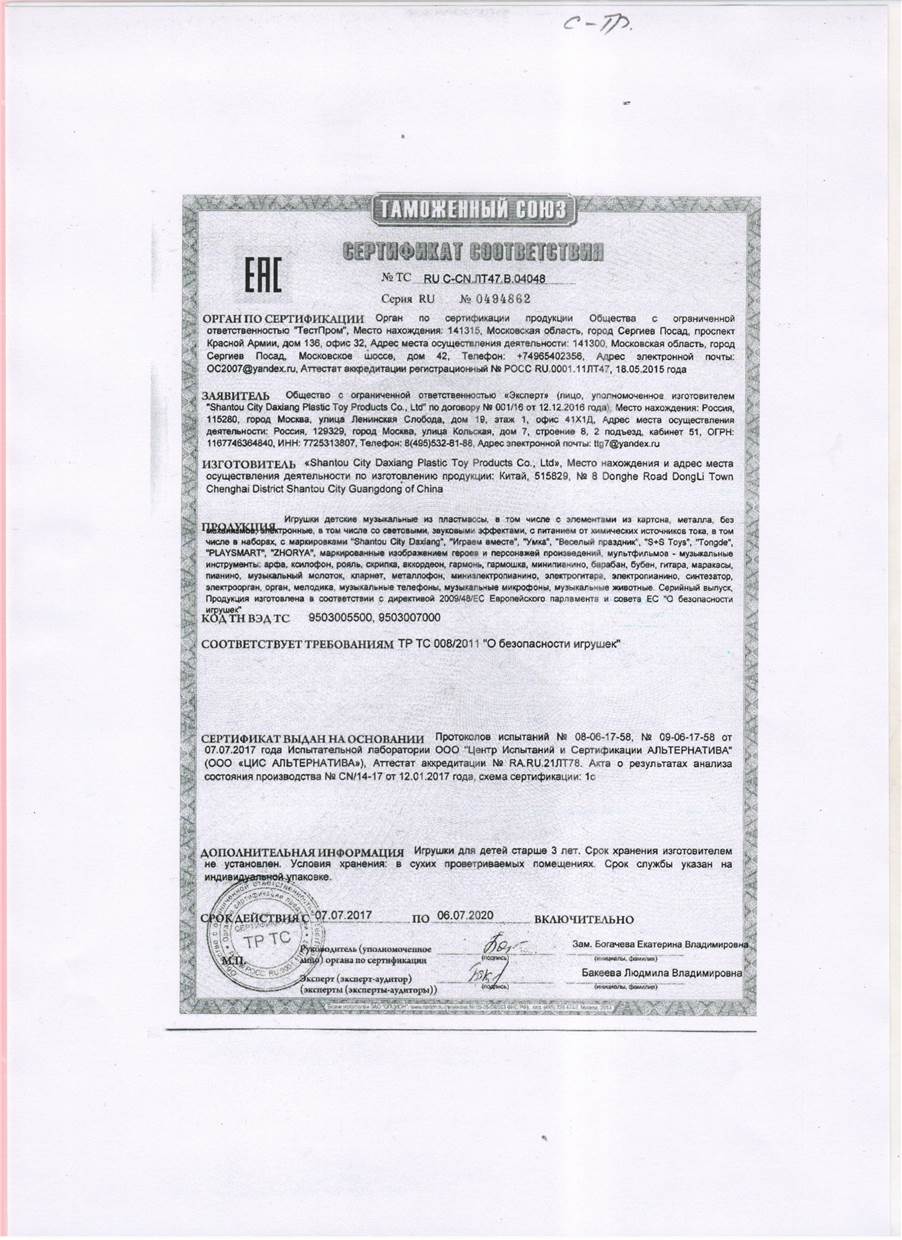 С-ТР.
ТАМОЖЕННЫЙ СОЮЗ
СЕРТИФИКАТ СООТВЕТСТВИЯ
ЕАС
№ ТС RU С-CN.ЛТ47.В.04048
Серия RU № 0494862
ОРГАН ПО СЕРТИФИКАЦИИ Орган по сертификации продукции Общества с ограниченной
ответственностью "ТестПром", Место нахождения: 141315, Московская область, город Сергиев Посад, проспект
Красной Армии, дом 136, офис 32, Адрес места осуществления деятельности: 141300, Московская область, город
Сергиев Посад, Московское шоссе, дом 42, Телефон: +74965402356, Адрес электронной почты:
OC2007@yandex.ru, Аттестат аккредитации регистрационный № РОСС RU.0001.11ЛТ47, 18.05.2015 года
ЗАЯВИТЕЛЬ Общество с ограниченной ответственностью «Эксперт» (лицо, уполномоченное изготовителем
"Shantou City Daxiang Plastic Toy Products Co., Ltd" по договору № 001/16 от 12.12.2016 года), Место нахождения: Россия,
115280, город Москва, улица Ленинская Слобода, дом 19, этаж 1, офис 41Х1Д, Адрес места осуществления
деятельности: Россия, 129329, город Москва, улица Кольская, дом 7, строение 8, 2 подъезд, кабинет 51, ОГРН:
1167746364840, ИНН: 7725313807, Телефон: 8(495)532-81-86, Адрес электронной почты: ttg7@yandex.ru
ИЗГОТОВИТЕЛЬ «Shantou City Daxiang Plastic Toy Products Co., Ltd», Место нахождения и адрес места
осуществления деятельности по изготовлению продукции: Китай, 515829, № 8 Donghe Road DongLi Town
Chenghai District Shantou City Guangdong of China
ПРОДУКЦИЯ Игрушки детские музыкальные из пластмассы, в том числе с элементами из картона, металла, без
механизмов, электронные, в том числе со световыми, звуковыми эффектами, с питанием от химических источников тока, в том
числе в наборах, с маркировками "Shantou City Daxiang", "Играем вместе", "Умка", "Веселый праздник", "S+S Toys", "Tongde",
"PLAYSMART", "ZHORYA", маркированные изображением героев и персонажей произведений, мультфильмов - музыкальные
инструменты: арфа, ксилофон, рояль, скрипка, аккордеон, гармонь, гармошка, минипианино, барабан, бубен, гитара, маракасы,
пианино, музыкальный молоток, кларнет, металлофон, миниэлектропианино, электрогитара, электропианино, синтезатор,
электроорган, орган, мелодика, музыкальные телефоны, музыкальные микрофоны, музыкальные животные. Серийный выпуск,
Продукция изготовлена в соответствии с директивой 2009/48/ЕС Европейского парламента и совета ЕС "О безопасности
игрушек"
КОД ТН ВЭД ТС 9503005500, 9503007000
СООТВЕТСТВУЕТ ТРЕБОВАНИЯМ ТР ТС 008/2011 "О безопасности игрушек"
СЕРТИФИКАТ ВЫДАН НА ОСНОВАНИИ Протоколов испытаний № 08-06-17-58, № 09-06-17-58 от
07.07.2017 года Испытательной лаборатории ООО "Центр Испытаний и Сертификации АЛЬТЕРНАТИВА"
(ООО «ЦИС АЛЬТЕРНАТИВА»), Аттестат аккредитации № RA.RU.21ЛТ78. Акта о результатах анализа
состояния производства № CN/14-17 от 12.01.2017 года, схема сертификации: 1с
ДОПОЛНИТЕЛЬНАЯ ИНФОРМАЦИЯ Игрушки для детей старше 3 лет. Срок хранения изготовителем
не установлен. Условия хранения: в сухих проветриваемых помещениях. Срок службы указан на
индивидуальной упаковке.
СРОК ДЕЙСТВИЯ С 07.07.2017 ПО 06.07.2020 ВКЛЮЧИТЕЛЬНО
ТР ТС
М.П.
Руководитель (уполномоченное
лицо) органа по сертификации
(подпись)
Зам. Богачева Екатерина Владимировна
(инициалы, фамилия)
Эксперт (эксперт-аудитор)
(эксперты (эксперты-аудиторы))
(подпись)
Бакеева Людмила Владимировна
(инициалы, фамилия)